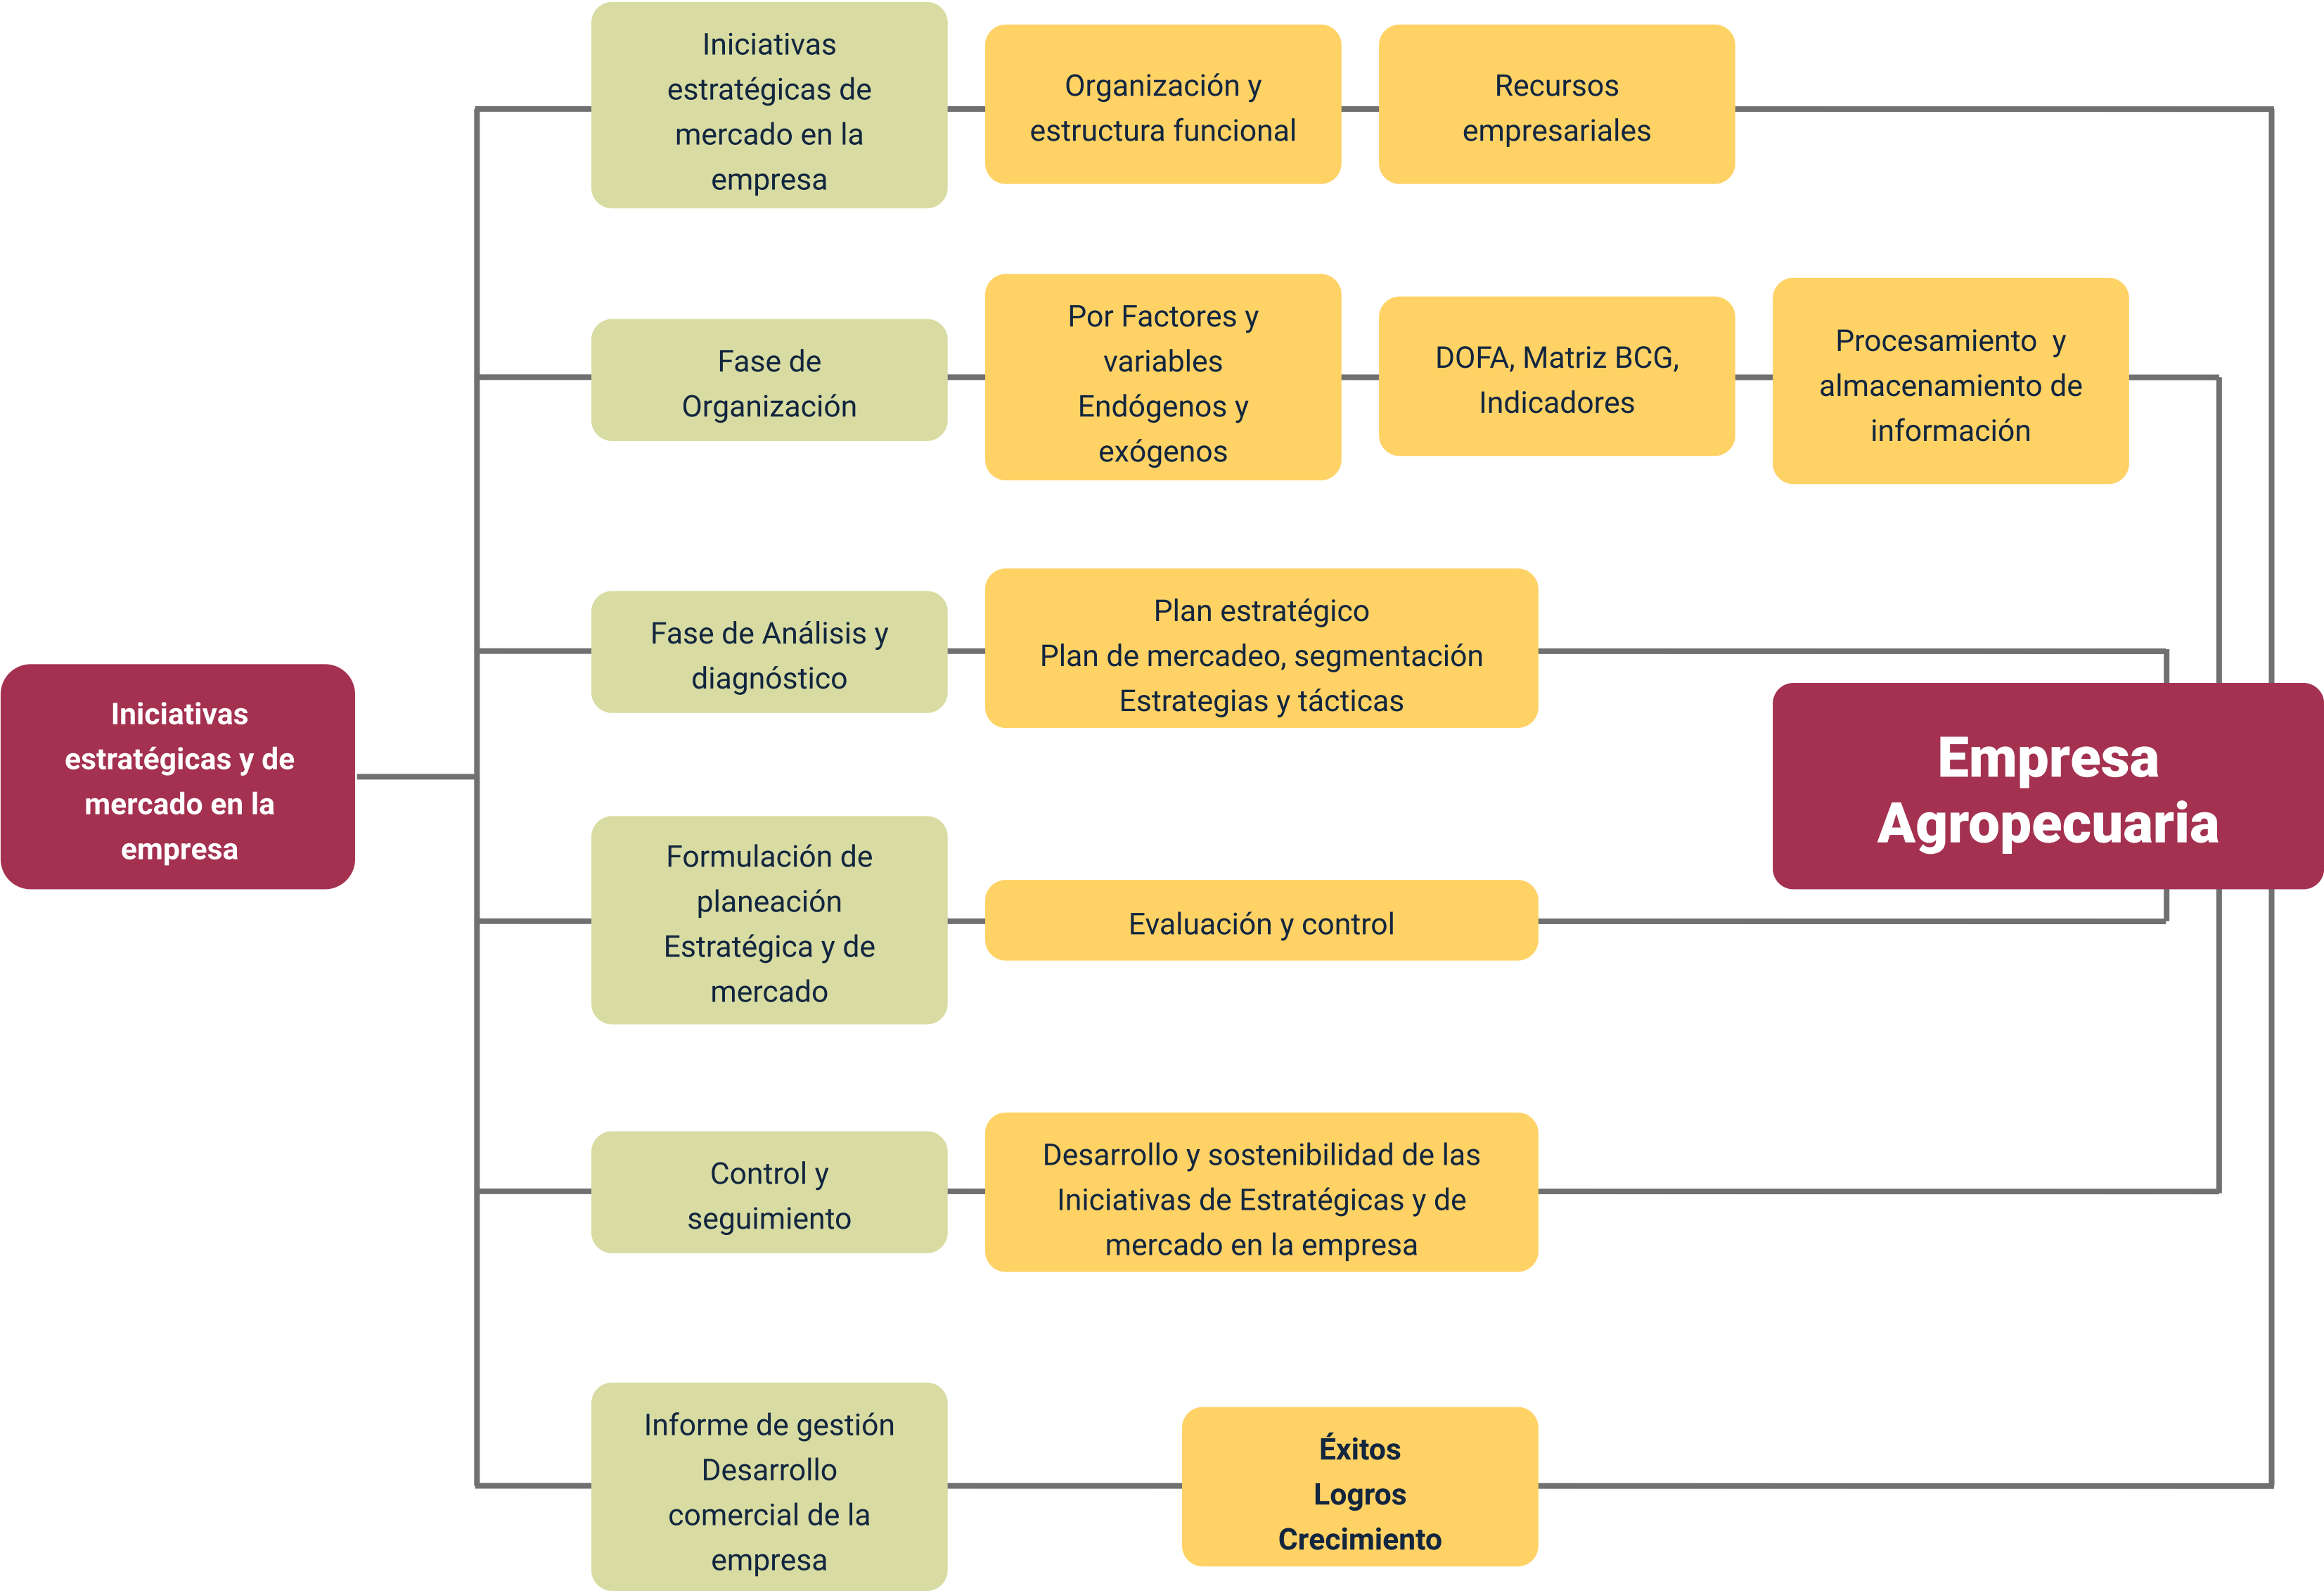 Iniciativas
estratégicas y de
mercado en la
empresa
Iniciativas
estratégicas de
mercado en la
empresa
Organización y
estructura funcional
Recursos
empresariales
Fase de
Organización
Por Factores y
variables
Endógenos y
exógenos
DOFA, Matriz BCG,
Indicadores
Procesamiento y
almacenamiento de
información
Fase de Análisis y
diagnóstico
Plan estratégico
Plan de mercadeo, segmentación
Estrategias y tácticas
Formulación de
planeación
Estratégica y de
mercado
Evaluación y control
Control y
seguimiento
Desarrollo y sostenibilidad de las
Iniciativas de Estratégicas y de
mercado en la empresa
Informe de gestión
Desarrollo
comercial de la
empresa
Éxitos
Logros
Crecimiento
Empresa
Agropecuaria